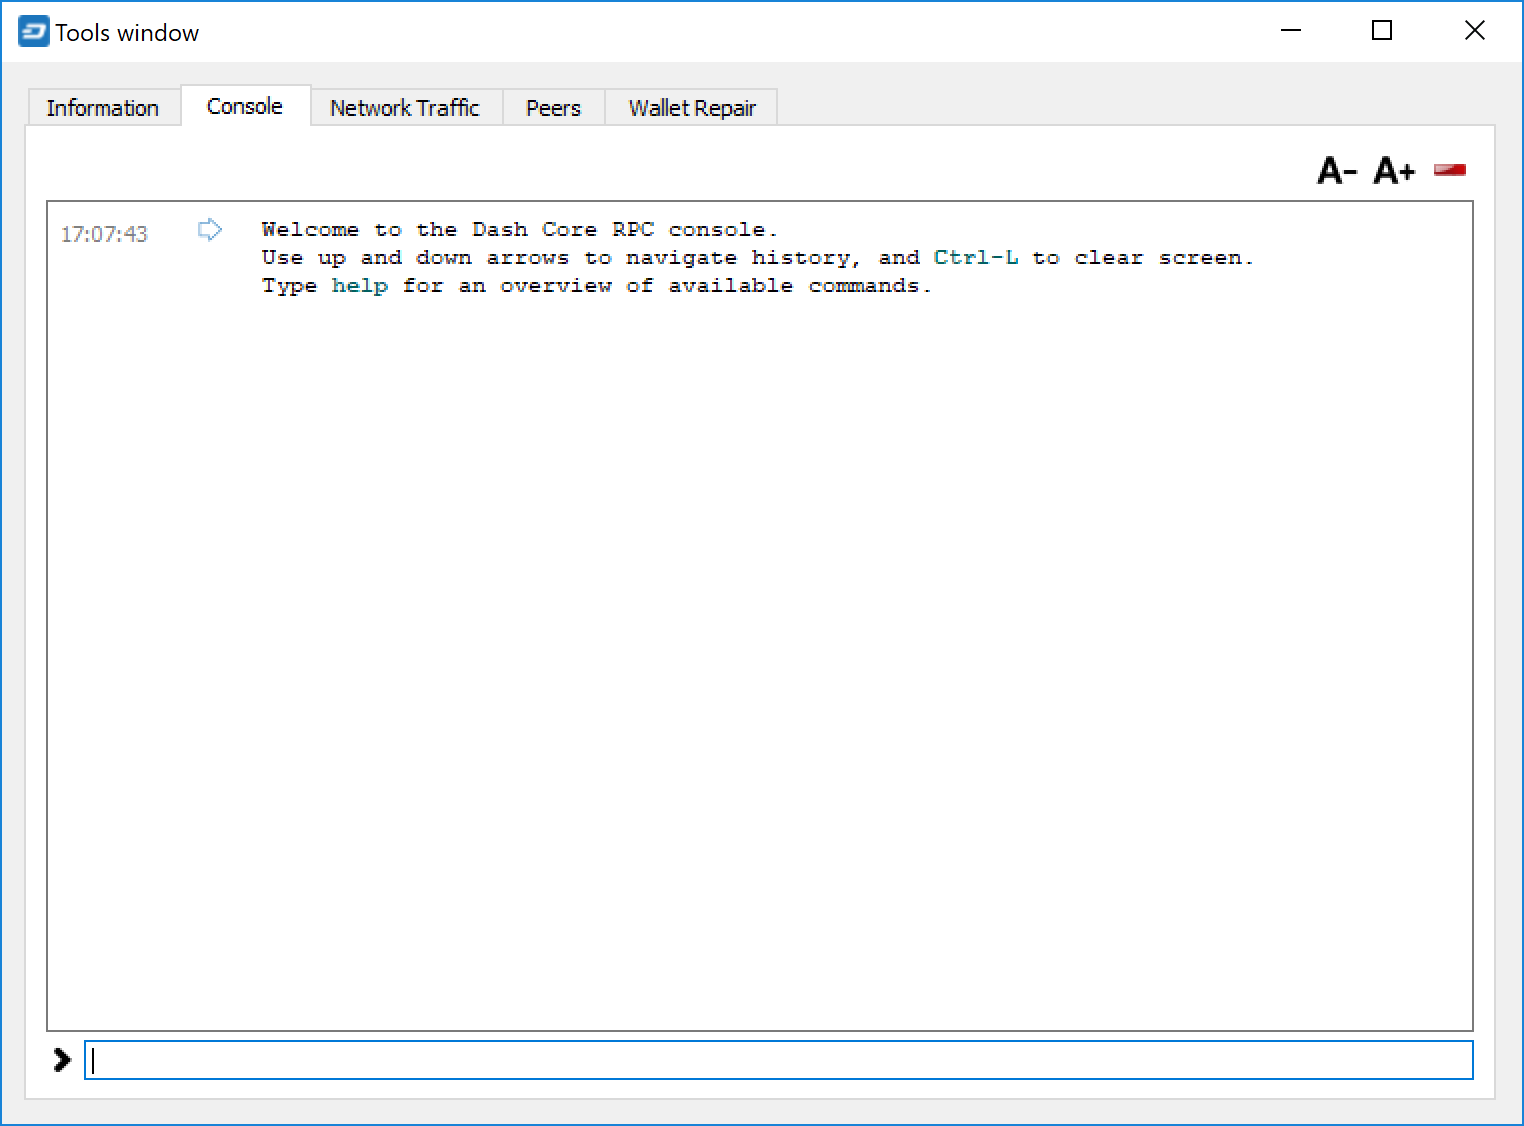 Tools window
Information Console Network Traffic Peers Wallet Repair
A- A+
17:07:43 Welcome to the Dash Core RPC console.
Use up and down arrows to navigate history, and Ctrl-L to clear screen.
Type help for an overview of available commands.